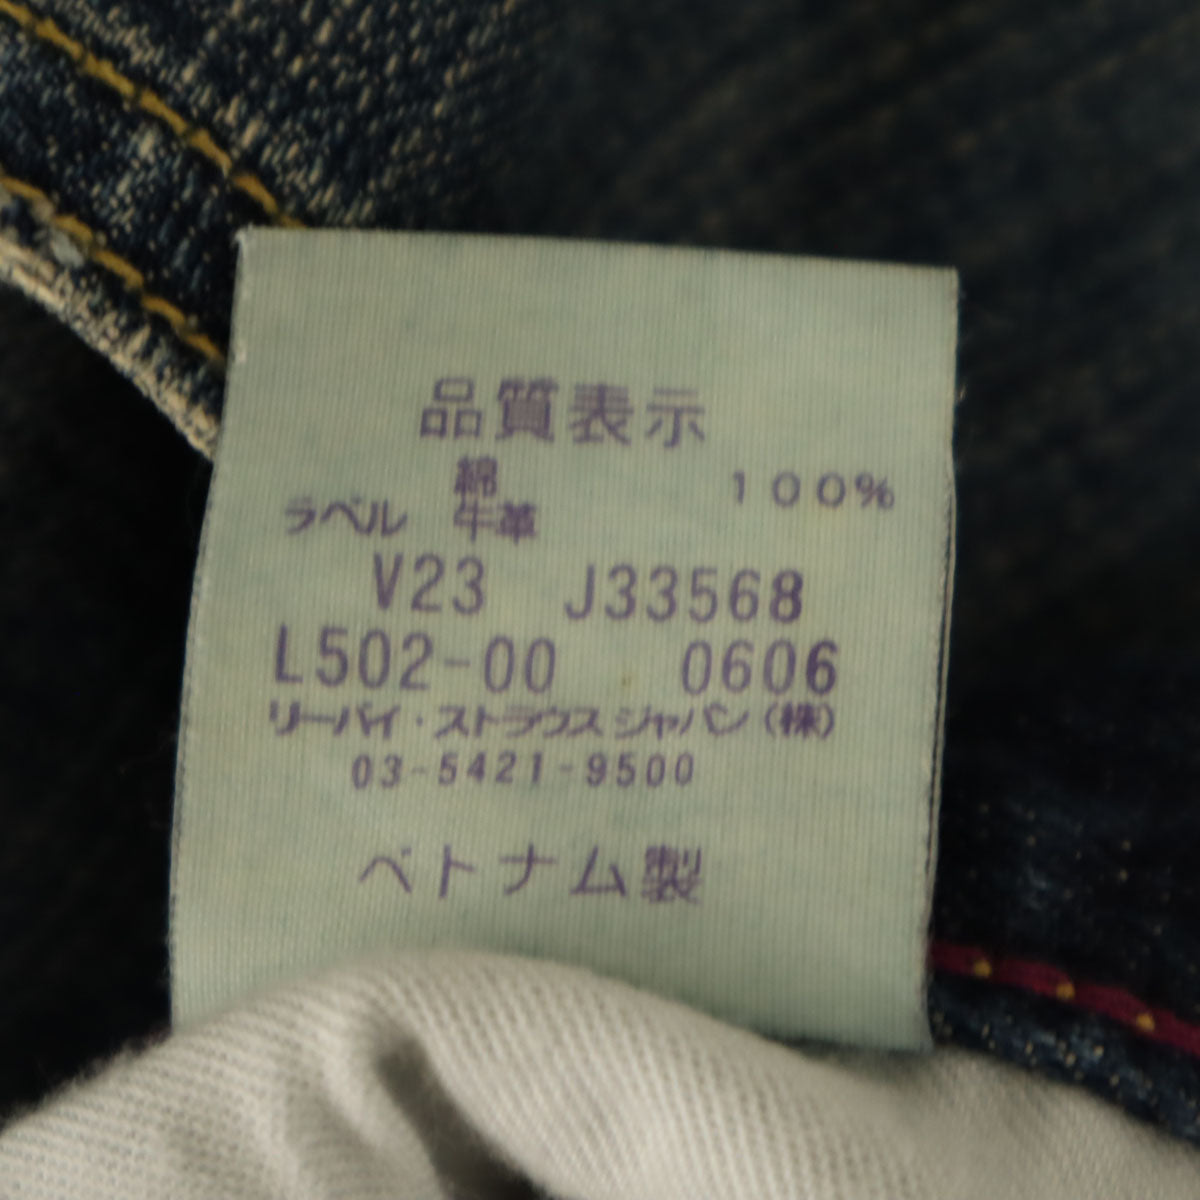 品質表示
綿 100%
ラベル 牛革
V23 J33568
L502-00 0606
リーバイ・ストラウス ジャパン(株)
03-5421-9500
ベトナム製